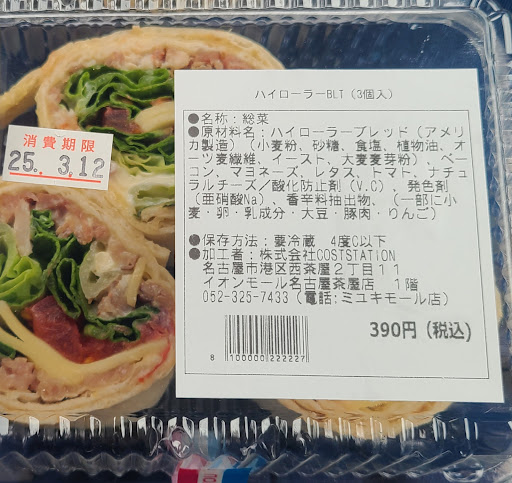 ハイローラーBLT（3個入）
●名称：総菜
●原材料名：ハイローラーブレッド（アメリ
カ製造）（小麦粉、砂糖、食塩、植物油、オ
ーツ麦繊維、イースト、大麦麦芽粉）、ベー
コン、マヨネーズ、レタス、トマト、ナチュ
ラルチーズ／酸化防止剤（V.C）、発色剤
（亜硝酸Na）、香辛料抽出物、（一部に小
麦・卵・乳成分・大豆・豚肉・りんご）
●保存方法：要冷蔵 4度C以下
●加工者：株式会社COSTSTATION
名古屋市港区西茶屋２丁目１１
イオンモール名古屋茶屋店 １階
052-325-7433（電話:ミユキモール店）
390円（税込）
8 100000 222227
消費期限
25. 3.12